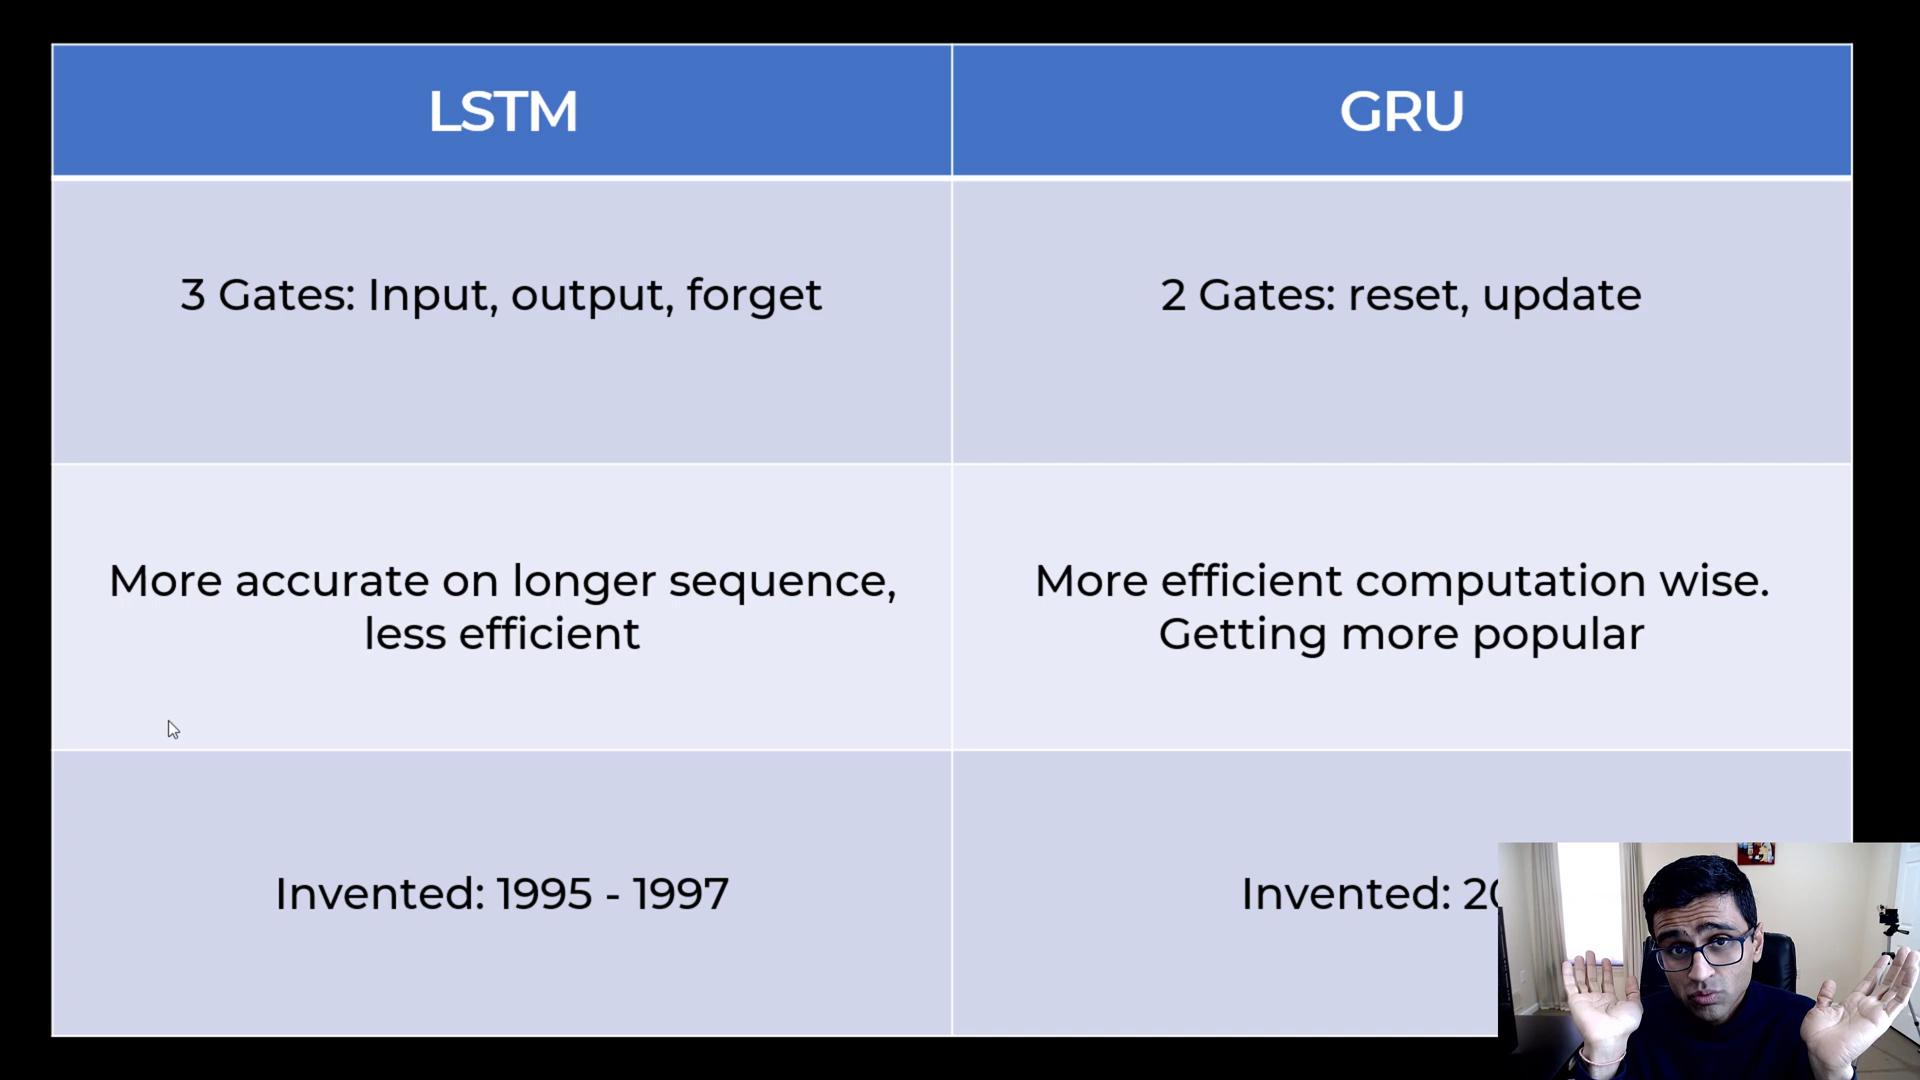 LSTM
GRU
3 Gates: Input, output, forget
2 Gates: reset, update
More accurate on longer sequence,
less efficient
More efficient computation wise.
Getting more popular
Invented: 1995 - 1997
Invented: